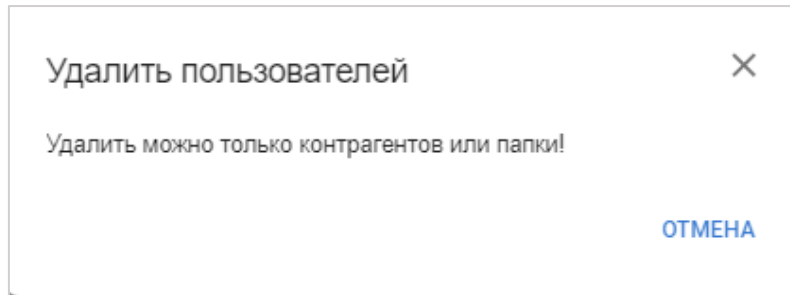 Удалить пользователей
Удалить можно только контрагентов или папки!
ОТМЕНА